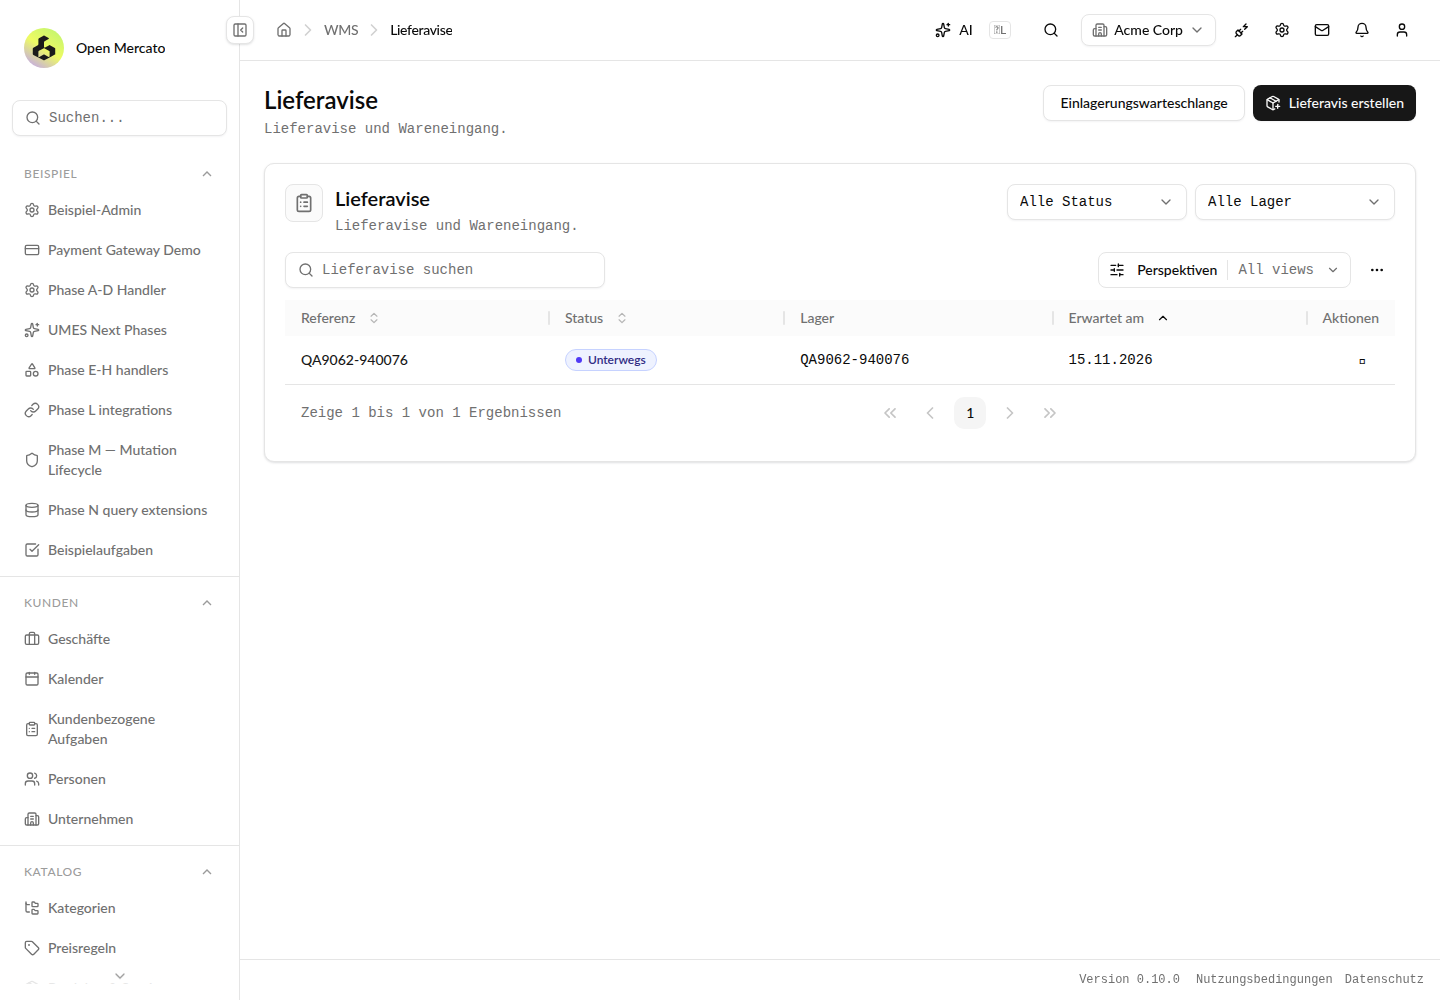 Open Mercato
Suchen...
BEISPIEL
Beispiel-Admin
Payment Gateway Demo
Phase A-D Handler
UMES Next Phases
Phase E-H handlers
Phase L integrations
Phase M — Mutation
Lifecycle
Phase N query extensions
Beispielaufgaben
KUNDEN
Geschäfte
Kalender
Kundenbezogene
Aufgaben
Personen
Unternehmen
KATALOG
Kategorien
Preisregeln
WMS
Lieferavise
AI
L
Acme Corp
Lieferavise
Lieferavise und Wareneingang.
Einlagerungswarteschlange
Lieferavis erstellen
Lieferavise
Lieferavise und Wareneingang.
Alle Status
Alle Lager
Lieferavise suchen
Perspektiven
All views
Referenz Status Lager Erwartet am Aktionen
QA9062-940076 Unterwegs QA9062-940076 15.11.2026
Zeige 1 bis 1 von 1 Ergebnissen
1
Version 0.10.0 Nutzungsbedingungen Datenschutz